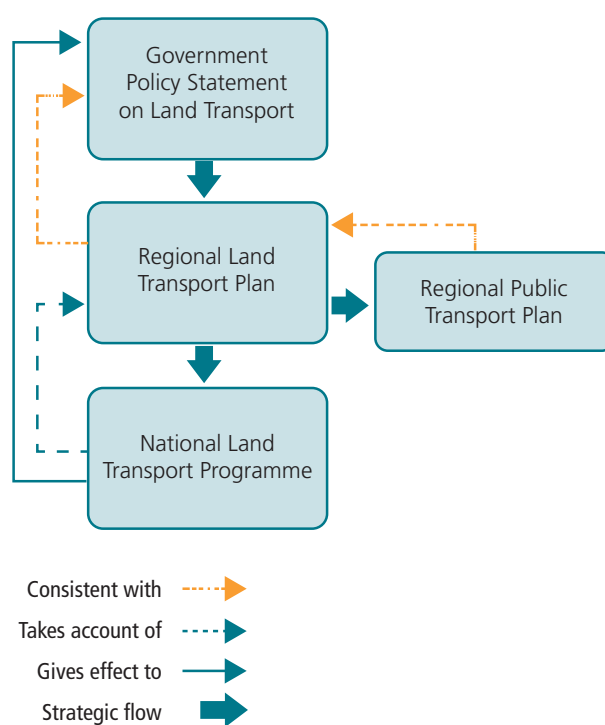 Government
Policy Statement
on Land Transport
Regional Land
Transport Plan
Regional Public
Transport Plan
National Land
Transport Programme
Consistent with
Takes account of
Gives effect to
Strategic flow